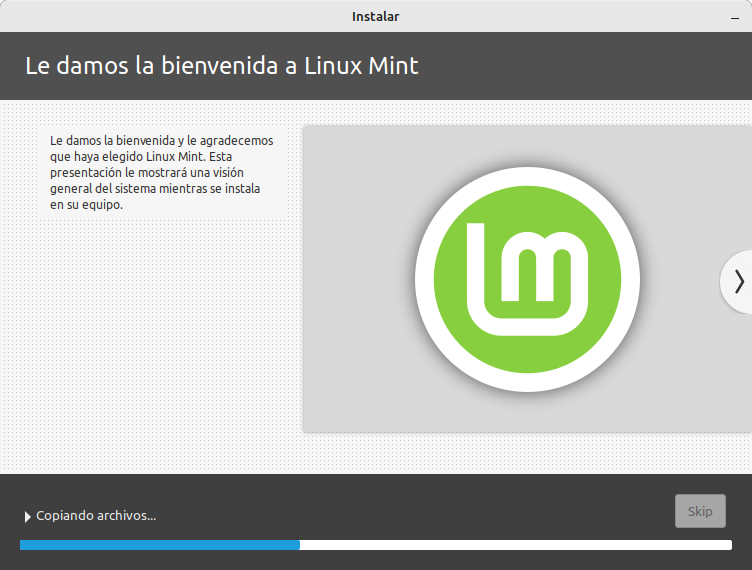 Instalar
Le damos la bienvenida a Linux Mint
Le damos la bienvenida y le agradecemos
que haya elegido Linux Mint. Esta
presentación le mostrará una visión
general del sistema mientras se instala
en su equipo.
Copiando archivos...
Skip